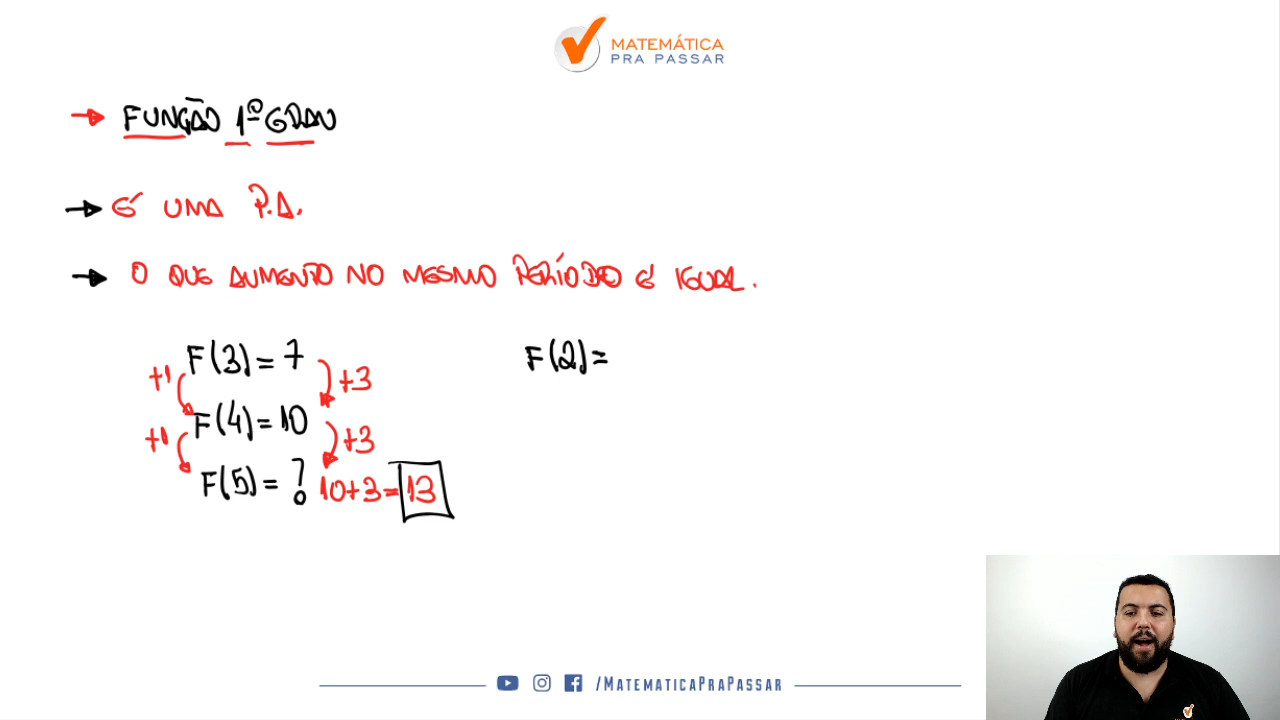 MATEMÁTICA
PRA PASSAR
FUNÇÃO 1º GRAU
É UMA P.A.
O QUE AUMENTO NO MESMO PERÍODO É IGUAL.
F(3) = 7
+1
+3
F(4) = 10
+1
+3
F(5) = ? 10+3 = 13
F(2) =
/MATEMATICAPRAPASSAR